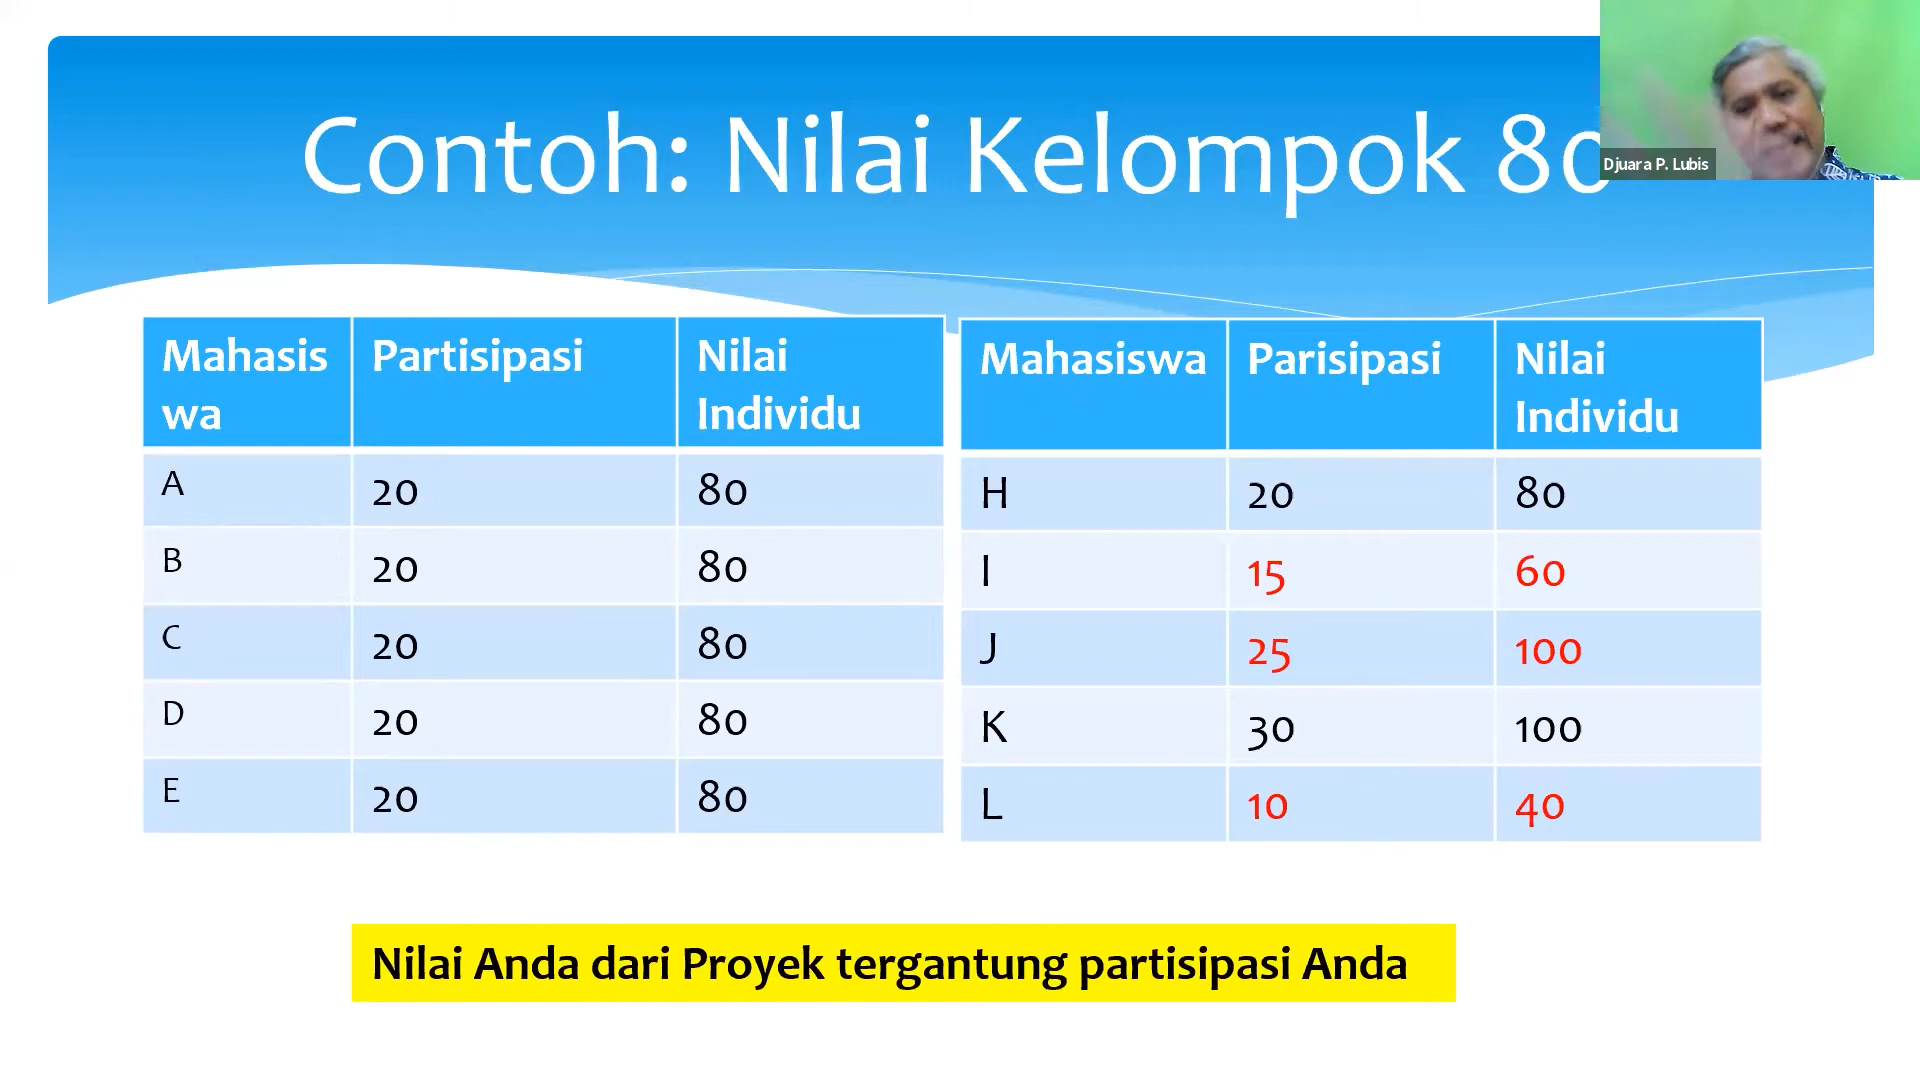 Contoh: Nilai Kelompok 80
Djuara P. Lubis
Mahasis
wa
Partisipasi
Nilai
Individu
A 20 80
B 20 80
C 20 80
D 20 80
E 20 80
Mahasiswa
Parisipasi
Nilai
Individu
H 20 80
I 15 60
J 25 100
K 30 100
L 10 40
Nilai Anda dari Proyek tergantung partisipasi Anda